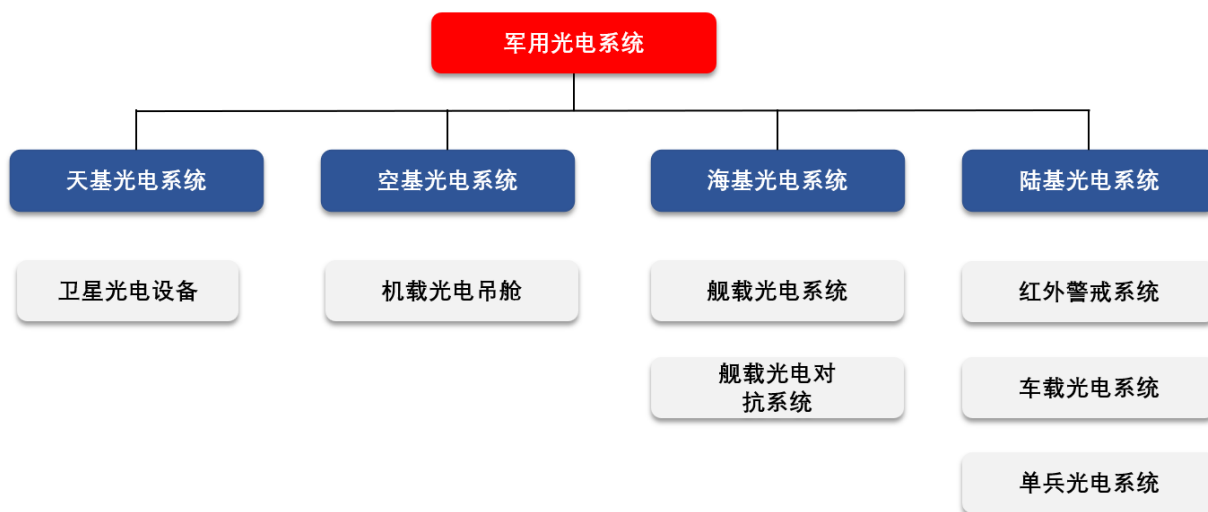 军用光电系统
天基光电系统
空基光电系统
海基光电系统
陆基光电系统
卫星光电设备
机载光电吊舱
舰载光电系统
红外警戒系统
舰载光电对
抗系统
车载光电系统
单兵光电系统